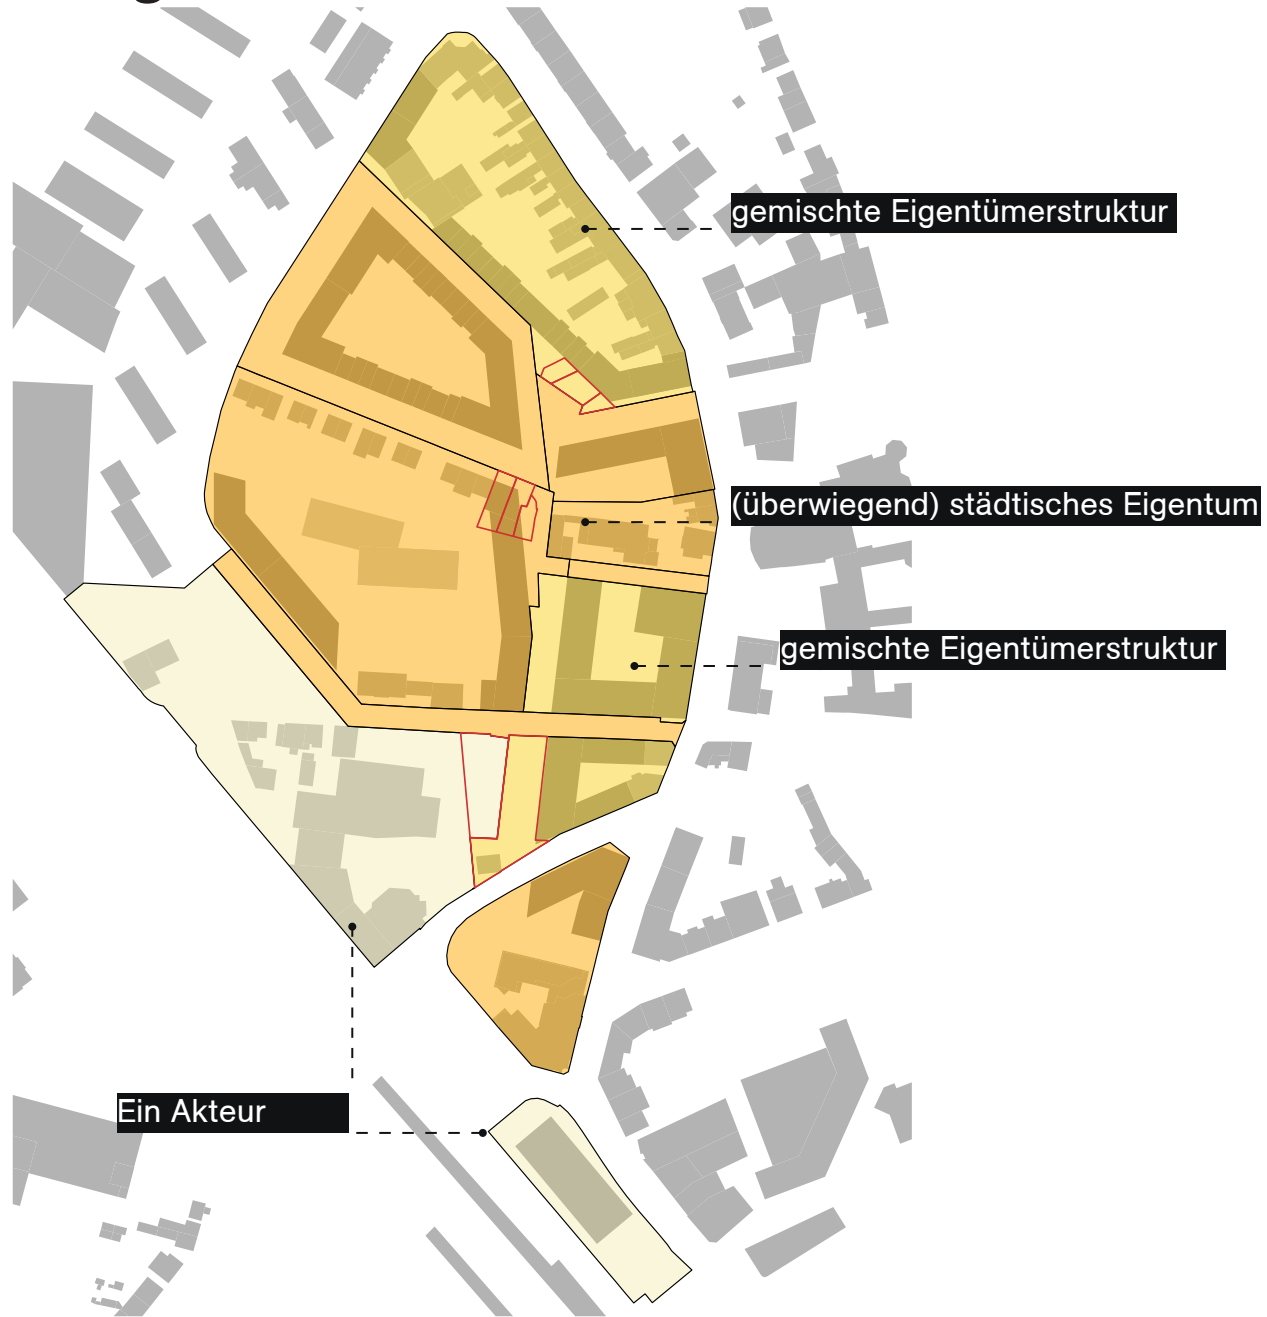 gemischte Eigentümerstruktur
(überwiegend) städtisches Eigentum
gemischte Eigentümerstruktur
Ein Akteur